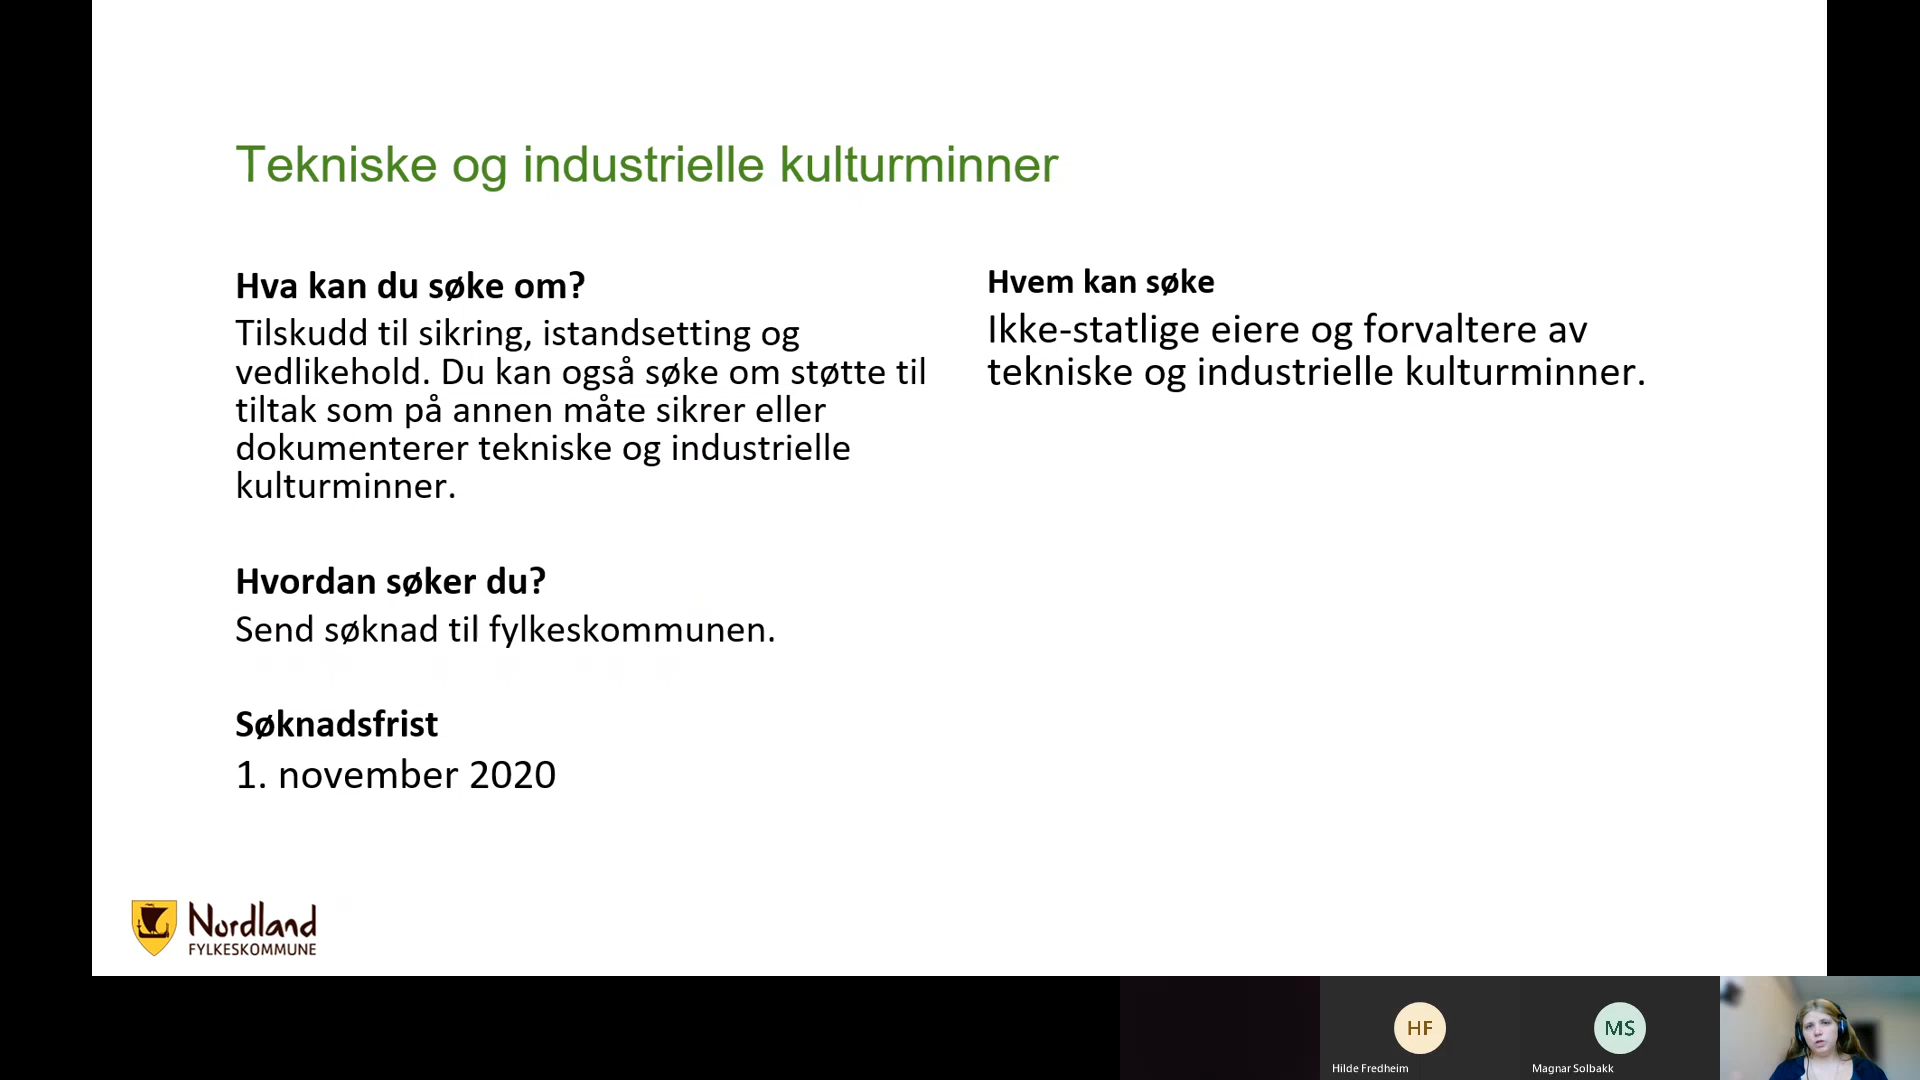 Tekniske og industrielle kulturminner
Hva kan du søke om?
Tilskudd til sikring, istandsetting og
vedlikehold. Du kan også søke om støtte til
tiltak som på annen måte sikrer eller
dokumenterer tekniske og industrielle
kulturminner.
Hvordan søker du?
Send søknad til fylkeskommunen.
Søknadsfrist
1. november 2020
Hvem kan søke
Ikke-statlige eiere og forvaltere av
tekniske og industrielle kulturminner.
Nordland
FYLKESKOMMUNE
HF
Hilde Fredheim
MS
Magnar Solbakk